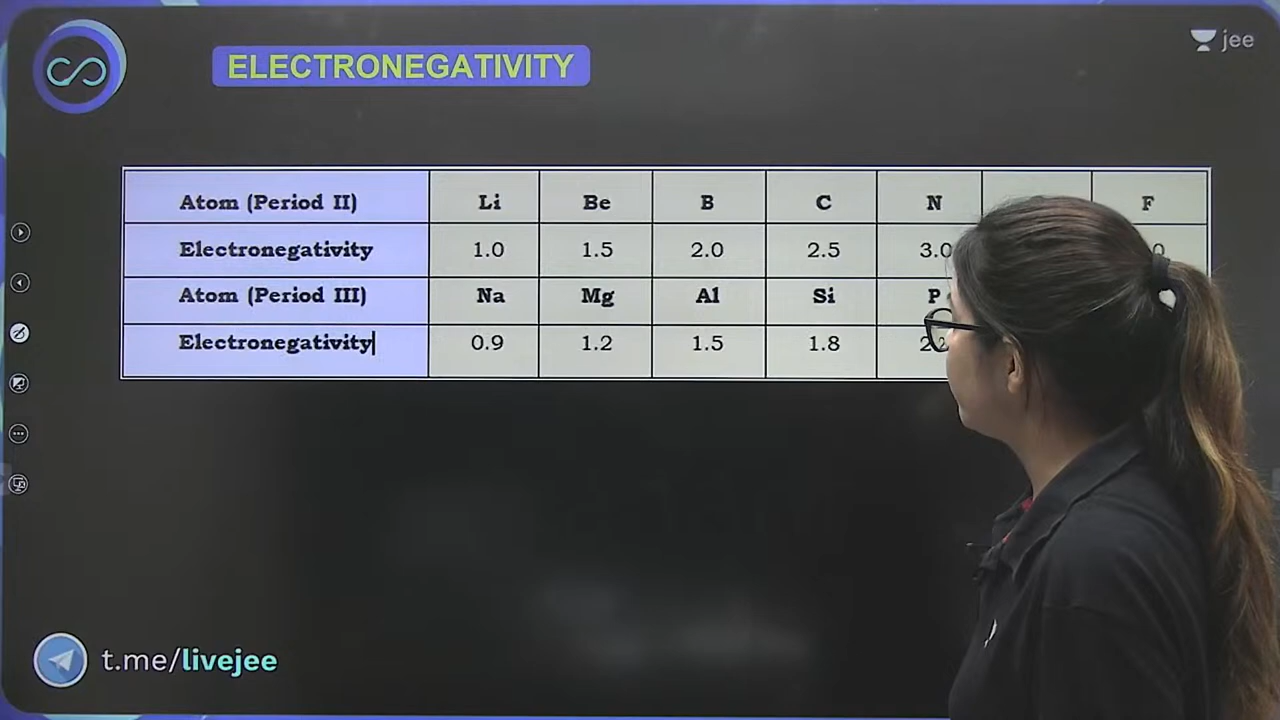 jee
ELECTRONEGATIVITY
Atom (Period II) Li Be B C N F
Electronegativity 1.0 1.5 2.0 2.5 3.0
Atom (Period III) Na Mg Al Si P
Electronegativity 0.9 1.2 1.5 1.8
t.me/livejee